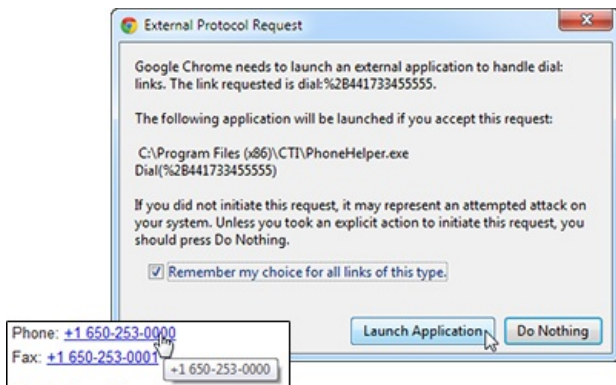 External Protocol Request
Google Chrome needs to launch an external application to handle dial:
links. The link requested is dial:%2B441733455555.
The following application will be launched if you accept this request:
C:\Program Files (x86)\CTI\PhoneHelper.exe
Dial(%2B441733455555)
If you did not initiate this request, it may represent an attempted attack on
your system. Unless you took an explicit action to initiate this request, you
should press Do Nothing.
Remember my choice for all links of this type.
Launch Application
Do Nothing
Phone: +1 650-253-0000
Fax: +1 650-253-0001
+1 650-253-0000